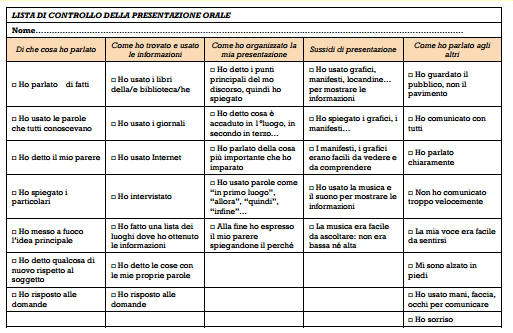 LISTA DI CONTROLLO DELLA PRESENTAZIONE ORALE
Nome……………………………………………………………………………………………
Di che cosa ho parlato
Come ho trovato e usato
le informazioni
Come ho organizzato la
mia presentazione
Sussidi di presentazione
Come ho parlato agli
altri
□ Ho parlato di fatti
□ Ho usato i libri
della/e biblioteca/he
□ Ho detto i punti
principali del mo
discorso, quindi ho
spiegato
□ Ho usato grafici,
manifesti, locandine…
per mostrare le
informazioni
□ Ho guardato il
pubblico, non il
pavimento
□ Ho usato le parole
che tutti conoscevano
□ Ho usato i giornali
□ Ho detto cosa è
accaduto in 1°luogo, in
secondo in terzo…
□ Ho spiegato i grafici, i
manifesti…
□ Ho comunicato con
tutti
□ Ho detto il mio parere
□ Ho usato Internet
□ Ho parlato della cosa
più importante che ho
imparato
□ I manifesti, i grafici
erano facili da vedere e
da comprendere
□ Ho parlato
chiaramente
□ Ho spiegato i
particolari
□ Ho intervistato
□ Ho usato parole come
“in primo luogo”,
“allora”, “quindi”,
“infine”…
□ Ho usato la musica e
il suono per mostrare le
informazioni
□ Non ho comunicato
troppo velocemente
□ Ho messo a fuoco
l’idea principale
□ Ho fatto una lista dei
luoghi dove ho ottenuto
le informazioni
□ Alla fine ho espresso
il mio parere
spiegandone il perché
□ La musica era facile
da ascoltare: non era
bassa né alta
□ La mia voce era facile
da sentirsi
□ Ho detto qualcosa di
nuovo rispetto al
soggetto
□ Ho detto le cose con
le mie proprie parole
□ Mi sono alzato in
piedi
□ Ho risposto alle
domande
□ Ho risposto alle
domande
□ Ho usato mani, faccia,
occhi per comunicare
□ Ho sorriso